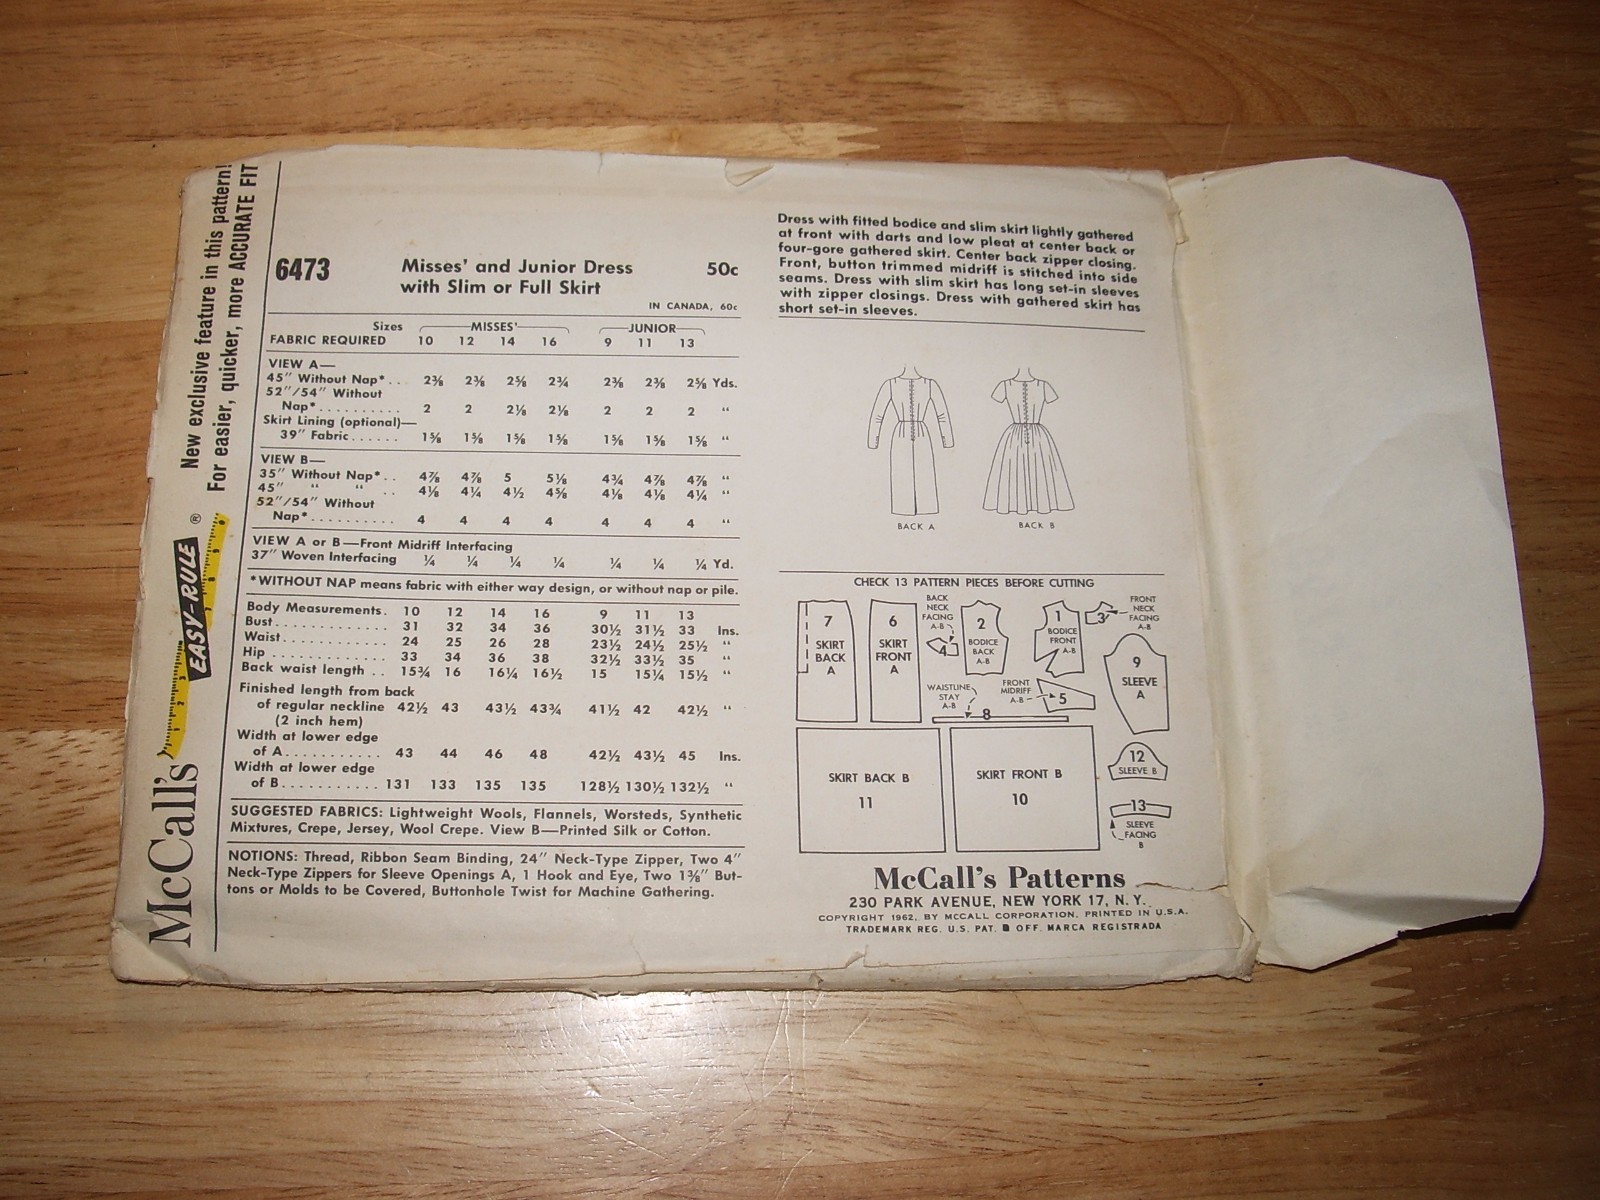 New exclusive feature in this pattern!
For easier, quicker, more ACCURATE FIT
EASY-RULE ®
McCall's
6473 Misses' and Junior Dress 50c
with Slim or Full Skirt
IN CANADA, 60c
Sizes MISSES' JUNIOR
FABRIC REQUIRED 10 12 14 16 9 11 13
VIEW A—
45" Without Nap* . . 2⅜ 2⅜ 2⅝ 2¾ 2⅜ 2⅜ 2⅝ Yds.
52"/54" Without
Nap* . . . . . . . . . . 2 2 2⅛ 2⅛ 2 2 2 "
Skirt Lining (optional)—
39" Fabric . . . . . . 1⅝ 1⅝ 1⅝ 1⅝ 1⅝ 1⅝ 1⅝ "
VIEW B—
35" Without Nap* . . 4⅞ 4⅞ 5 5⅛ 4¾ 4⅞ 4⅞ "
45" " " . . 4⅛ 4¼ 4½ 4⅝ 4⅛ 4⅛ 4¼ "
52"/54" Without
Nap* . . . . . . . . . . 4 4 4 4 4 4 4 "
VIEW A or B—Front Midriff Interfacing
37" Woven Interfacing ¼ ¼ ¼ ¼ ¼ ¼ ¼ Yd.
*WITHOUT NAP means fabric with either way design, or without nap or pile.
Body Measurements. 10 12 14 16 9 11 13
Bust . . . . . . . . . . . . . . 31 32 34 36 30½ 31½ 33 Ins.
Waist . . . . . . . . . . . . . 24 25 26 28 23½ 24½ 25½ "
Hip . . . . . . . . . . . . . . 33 34 36 38 32½ 33½ 35 "
Back waist length . . 15¾ 16 16¼ 16½ 15 15¼ 15½ "
Finished length from back
of regular neckline 42½ 43 43½ 43¾ 41½ 42 42½ "
(2 inch hem)
Width at lower edge
of A . . . . . . . . . . . 43 44 46 48 42½ 43½ 45 Ins.
Width at lower edge
of B . . . . . . . . . . . 131 133 135 135 128½ 130½ 132½ "
SUGGESTED FABRICS: Lightweight Wools, Flannels, Worsteds, Synthetic
Mixtures, Crepe, Jersey, Wool Crepe. View B—Printed Silk or Cotton.
NOTIONS: Thread, Ribbon Seam Binding, 24" Neck-Type Zipper, Two 4"
Neck-Type Zippers for Sleeve Openings A, 1 Hook and Eye, Two 1⅜" But-
tons or Molds to be Covered, Buttonhole Twist for Machine Gathering.
Dress with fitted bodice and slim skirt lightly gathered
at front with darts and low pleat at center back or
four-gore gathered skirt. Center back zipper closing.
Front, button trimmed midriff is stitched into side
seams. Dress with slim skirt has long set-in sleeves
with zipper closings. Dress with gathered skirt has
short set-in sleeves.
BACK A BACK B
CHECK 13 PATTERN PIECES BEFORE CUTTING
7
SKIRT
BACK
A
6
SKIRT
FRONT
A
BACK
NECK
FACING
A-B
4
2
BODICE
BACK
A-B
1
BODICE
FRONT
A-B
3
FRONT
NECK
FACING
A-B
9
SLEEVE
A
WAISTLINE
STAY
A-B
8
FRONT
MIDRIFF
A-B
5
SKIRT BACK B
11
SKIRT FRONT B
10
12
SLEEVE B
13
SLEEVE
FACING
B
McCall's Patterns
230 PARK AVENUE, NEW YORK 17, N.Y.
COPYRIGHT 1962, BY MCCALL CORPORATION. PRINTED IN U.S.A.
TRADEMARK REG. U.S. PAT. OFF. MARCA REGISTRADA